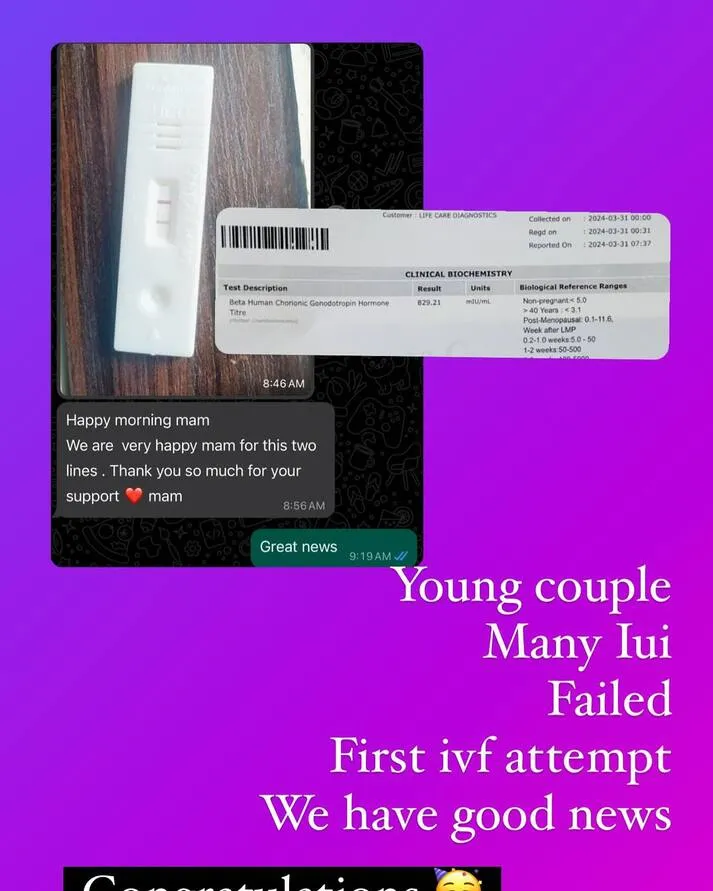 8:46 AM
Customer : LIFE CARE DIAGNOSTICS
Collected on : 2024-03-31 00:00
Regd on : 2024-03-31 00:31
Reported On : 2024-03-31 07:37
CLINICAL BIOCHEMISTRY
Test Description Result Units Biological Reference Ranges
Beta Human Chorionic Gonodotropin Hormone 829.21 mIU/mL Non-pregnant:< 5.0
Titre > 40 Years : < 3.1
Post-Menopausal: 0.1-11.6,
Week after LMP
0.2-1.0 weeks:5.0 - 50
1-2 weeks:50-500
Happy morning mam
We are very happy mam for this two
lines . Thank you so much for your
support ❤️ mam
8:56 AM
Great news
9:19 AM
Young couple
Many Iui
Failed
First ivf attempt
We have good news
Congratulations 🥳